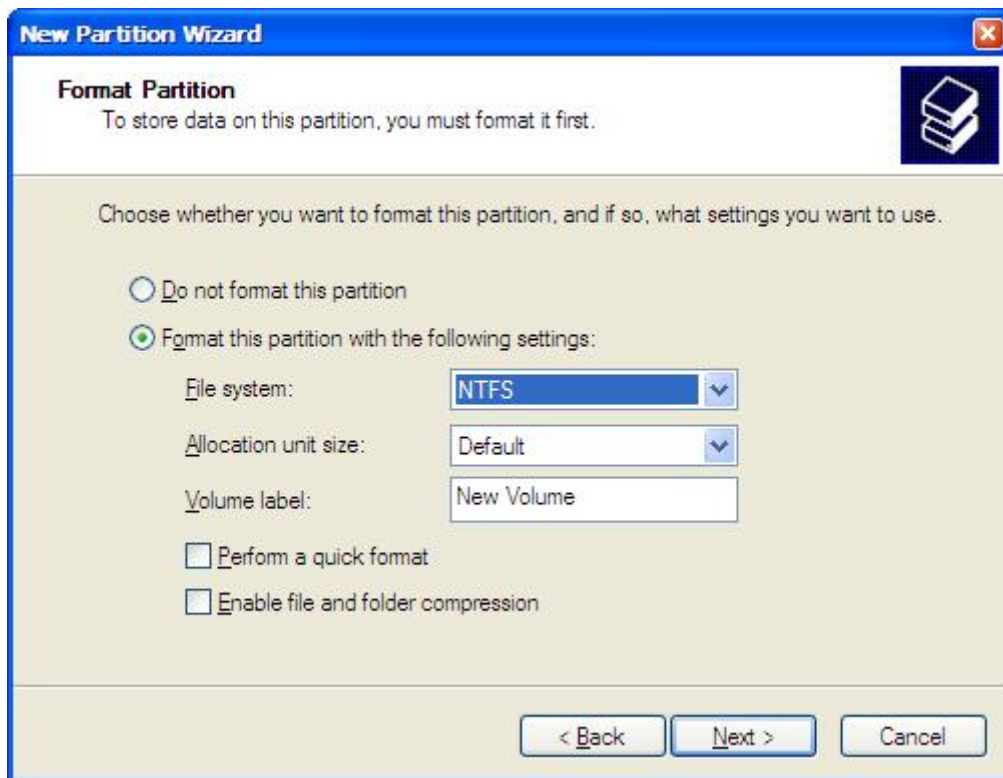 New Partition Wizard
Format Partition
To store data on this partition, you must format it first.
Choose whether you want to format this partition, and if so, what settings you want to use.
Do not format this partition
Format this partition with the following settings:
File system: NTFS
Allocation unit size: Default
Volume label: New Volume
Perform a quick format
Enable file and folder compression
< Back Next > Cancel